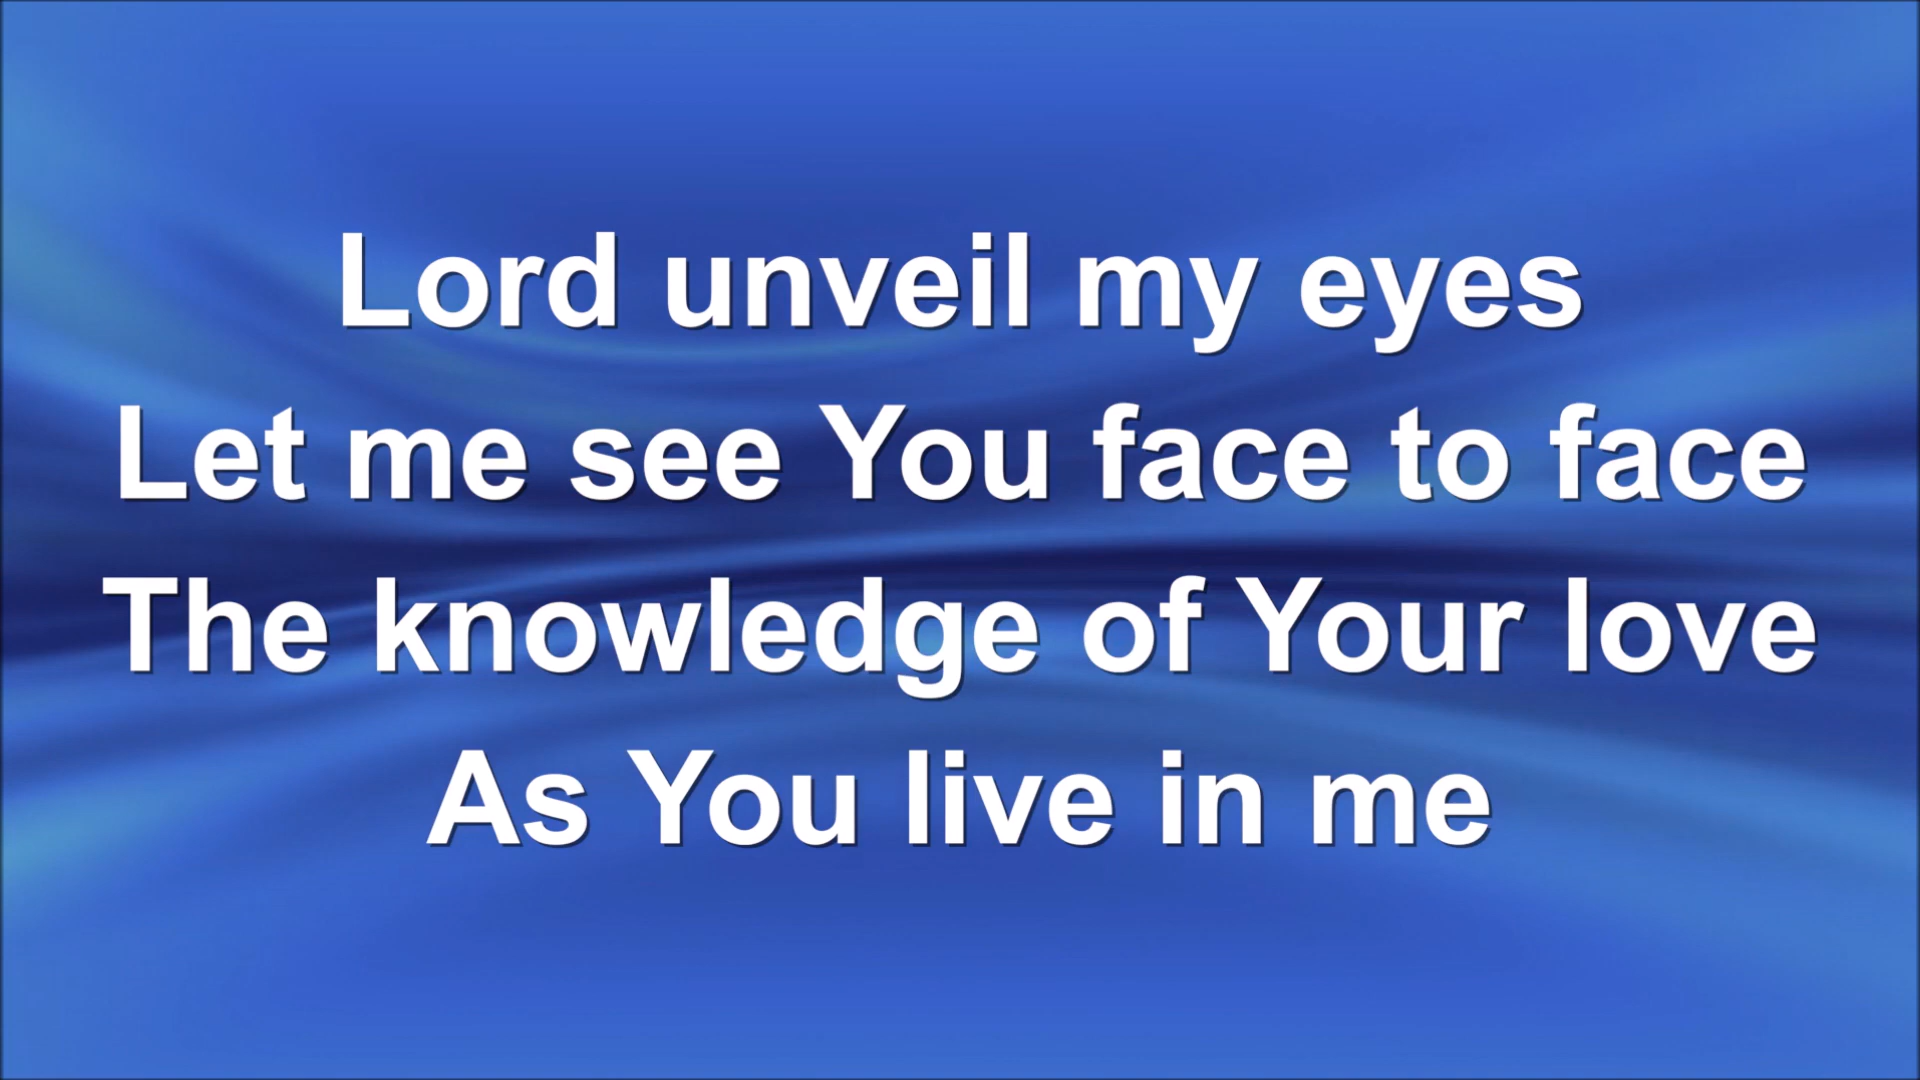 Lord unveil my eyes
Let me see You face to face
The knowledge of Your love
As You live in me